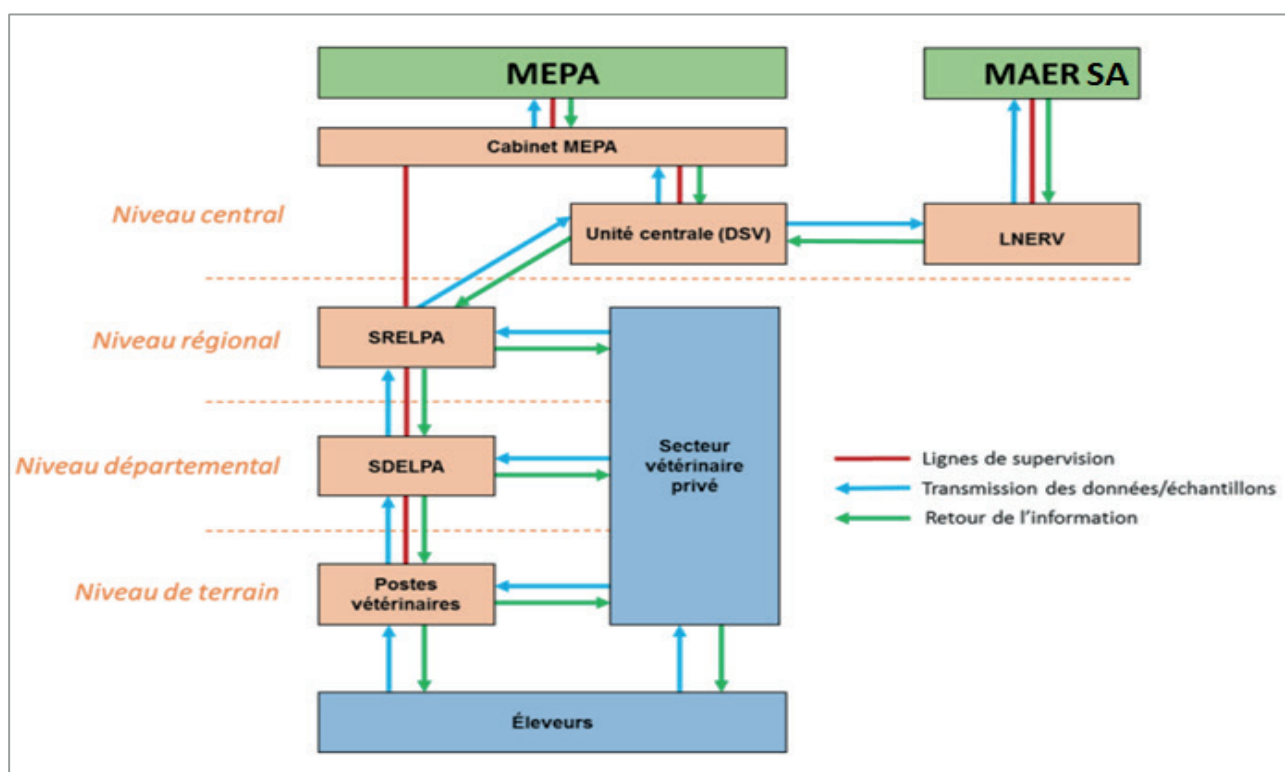 MEPA
MAER SA
Cabinet MEPA
Niveau central
Unité centrale (DSV)
LNERV
Niveau régional
SRELPA
Niveau départemental
SDELPA
Secteur
vétérinaire
privé
Lignes de supervision
Transmission des données/échantillons
Retour de l'information
Niveau de terrain
Postes
vétérinaires
Éleveurs